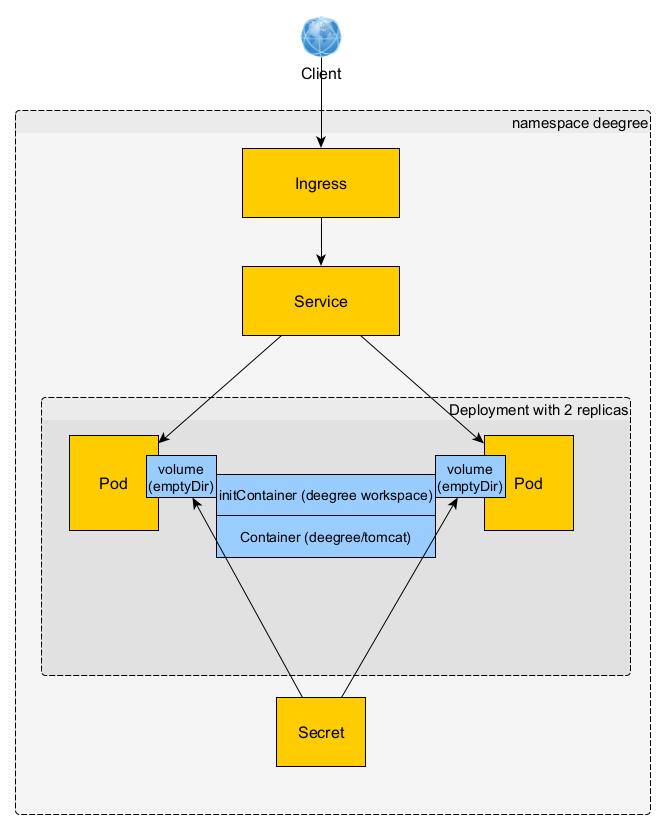 Client
namespace deegree
Ingress
Service
Deployment with 2 replicas
Pod
volume
(emptyDir)
initContainer (deegree workspace)
Container (deegree/tomcat)
volume
(emptyDir)
Pod
Secret